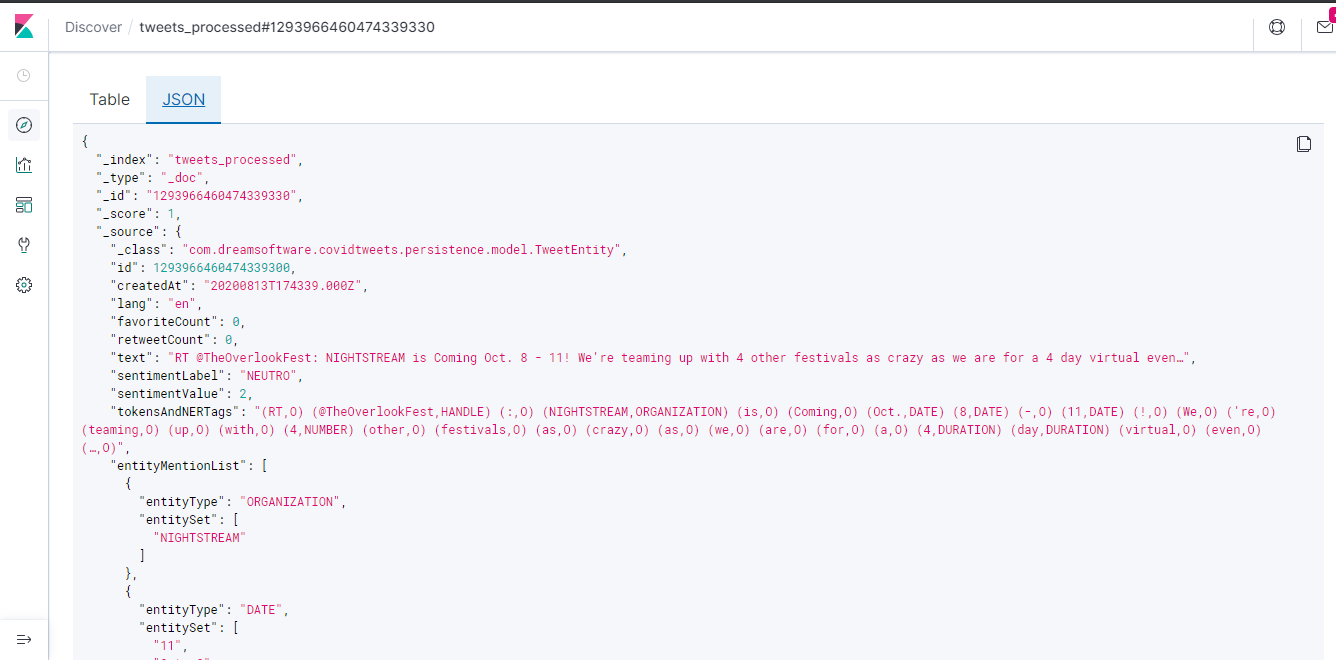 Discover / tweets_processed#1293966460474339330
Table JSON
{
"_index": "tweets_processed",
"_type": "_doc",
"_id": "1293966460474339330",
"_score": 1,
"_source": {
"_class": "com.dreamsoftware.covidtweets.persistence.model.TweetEntity",
"id": 1293966460474339300,
"createdAt": "20200813T174339.000Z",
"lang": "en",
"favoriteCount": 0,
"retweetCount": 0,
"text": "RT @TheOverlookFest: NIGHTSTREAM is Coming Oct. 8 - 11! We're teaming up with 4 other festivals as crazy as we are for a 4 day virtual even…",
"sentimentLabel": "NEUTRO",
"sentimentValue": 2,
"tokensAndNERTags": "(RT,O) (@TheOverlookFest,HANDLE) (:,O) (NIGHTSTREAM,ORGANIZATION) (is,O) (Coming,O) (Oct.,DATE) (8,DATE) (-,O) (11,DATE) (!,O) (We,O) ('re,O)
(teaming,O) (up,O) (with,O) (4,NUMBER) (other,O) (festivals,O) (as,O) (crazy,O) (as,O) (we,O) (are,O) (for,O) (a,O) (4,DURATION) (day,DURATION) (virtual,O) (even,O)
(…,O)",
"entityMentionList": [
{
"entityType": "ORGANIZATION",
"entitySet": [
"NIGHTSTREAM"
]
},
{
"entityType": "DATE",
"entitySet": [
"11",